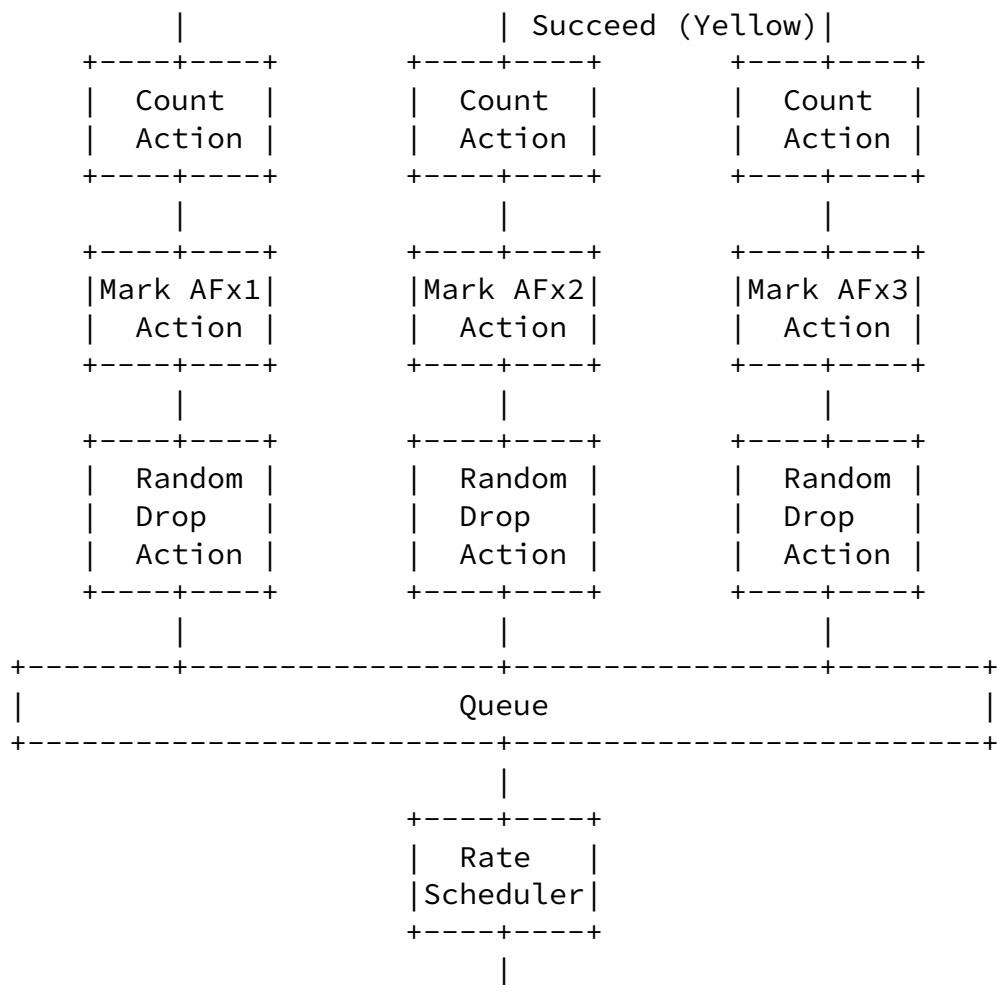 Succeed (Yellow)
Count Count Count
Action Action Action
Mark AFx1 Mark AFx2 Mark AFx3
Action Action Action
Random Random Random
Drop Drop Drop
Action Action Action
Queue
Rate
Scheduler